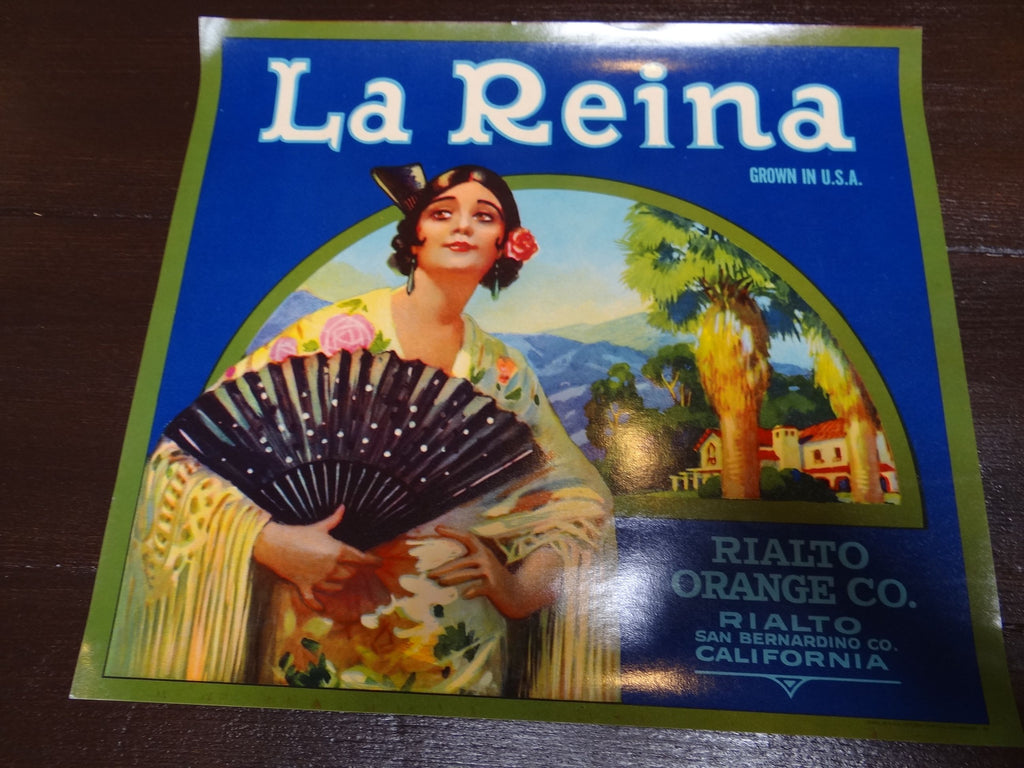 La Reina
GROWN IN U.S.A.
RIALTO
ORANGE CO.
RIALTO
SAN BERNARDINO CO.
CALIFORNIA